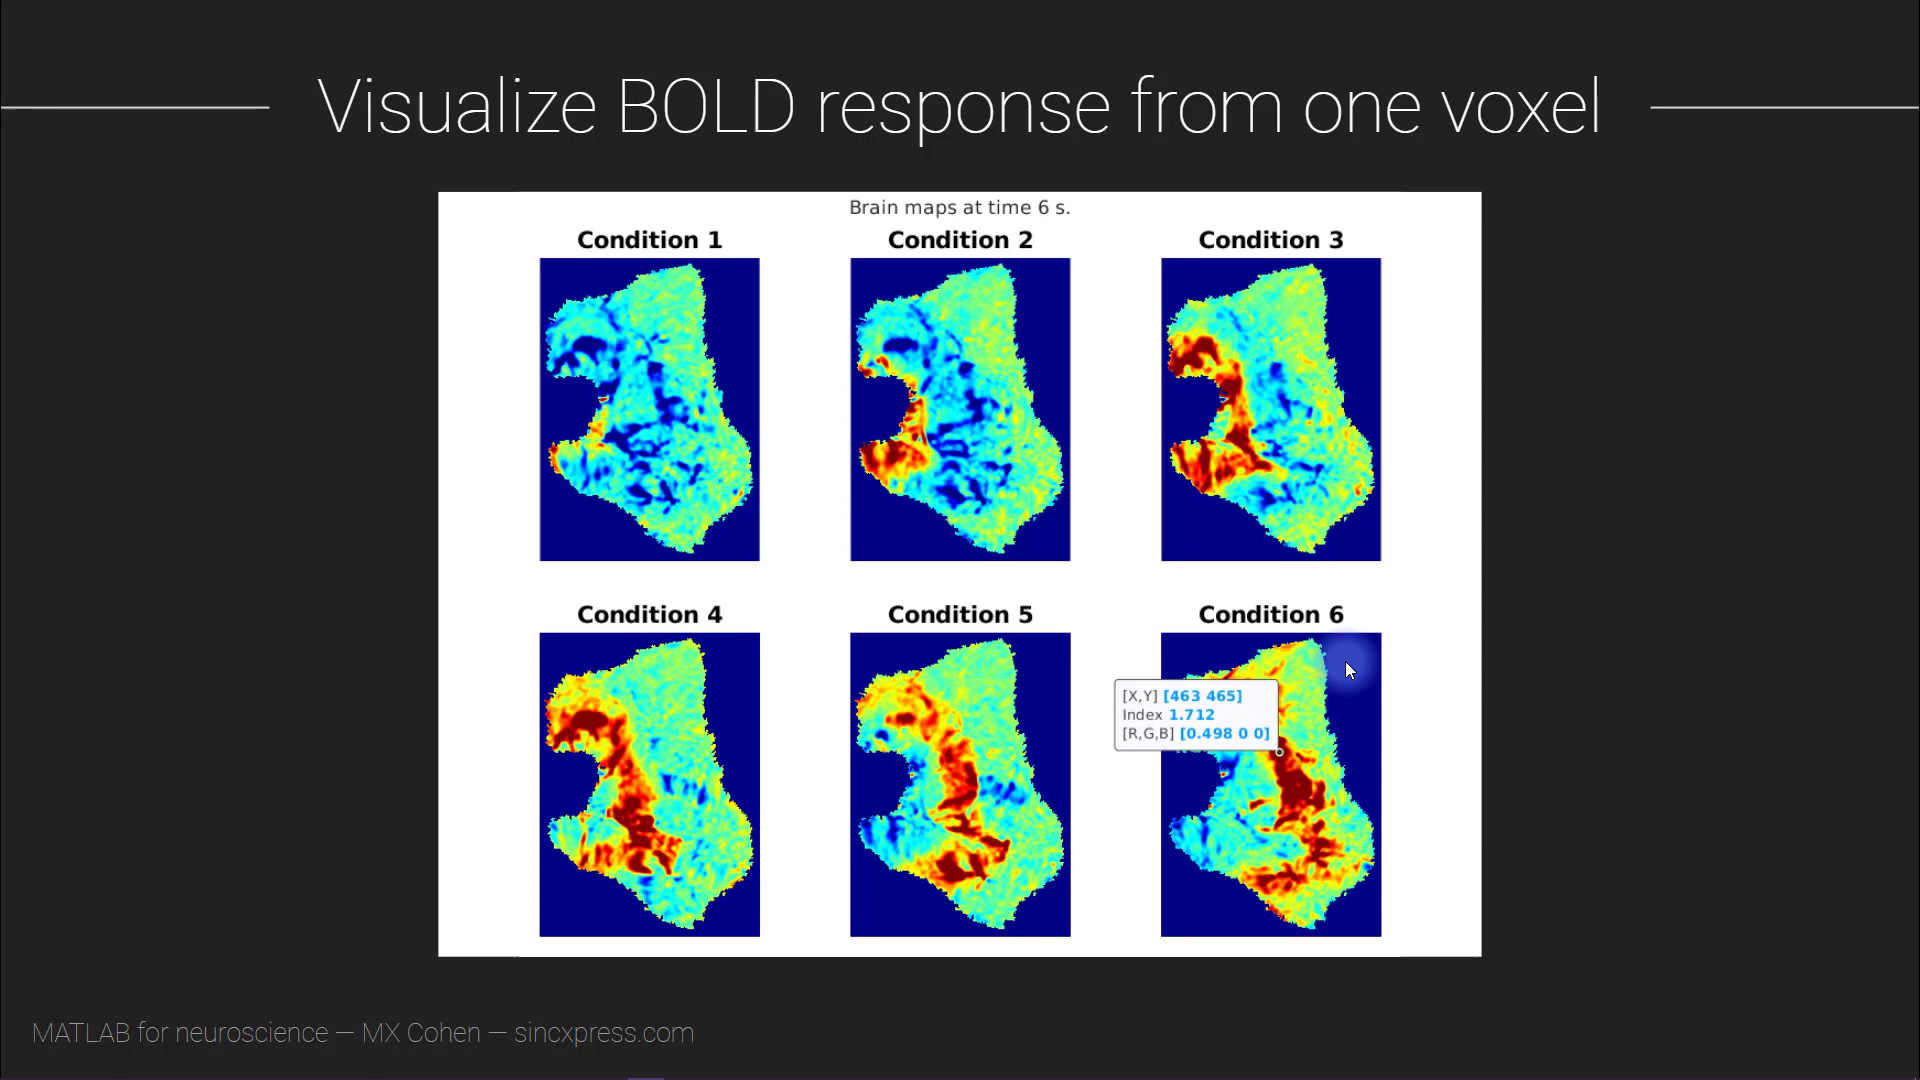 Visualize BOLD response from one voxel
Brain maps at time 6 s.
Condition 1
Condition 2
Condition 3
Condition 4
Condition 5
Condition 6
[X,Y] [463 465]
Index 1.712
[R,G,B] [0.498 0 0]
MATLAB for neuroscience — MX Cohen — sincxpress.com